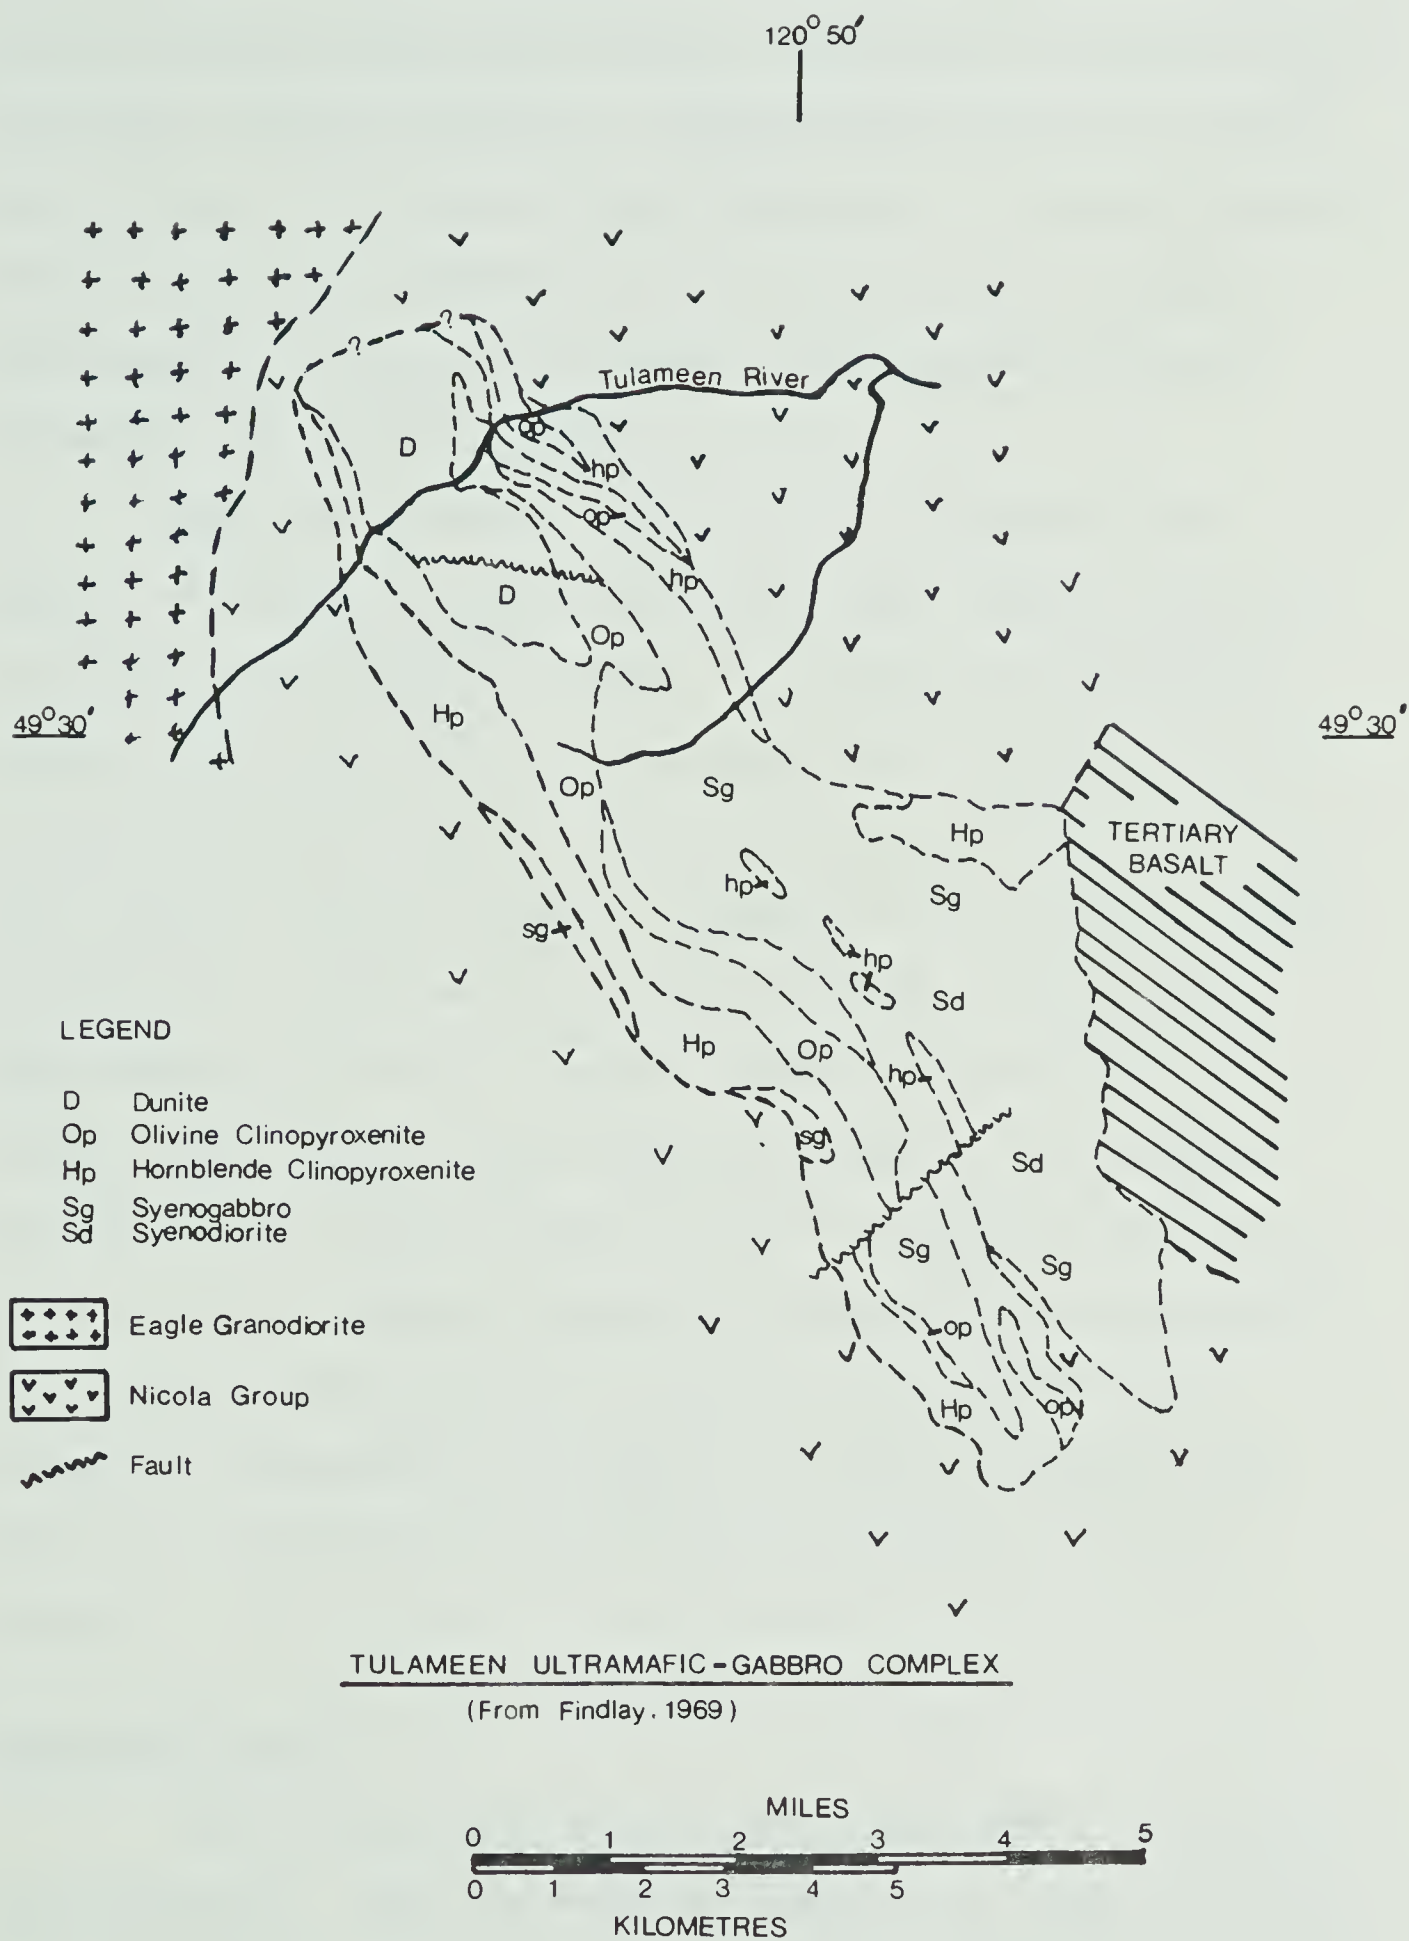 120° 50′
?
?
Tulameen River
D
op
hp
op
hp
D
Op
Hp
49° 30′
49° 30′
Op
Sg
Hp
TERTIARY
BASALT
hp
Sg
sg
hp
Sd
LEGEND
Hp
Op
hp
D Dunite
Op Olivine Clinopyroxenite
sg
Sd
Hp Hornblende Clinopyroxenite
Sg Syenogabbro
Sd Syenodiorite
Sg
Sg
Eagle Granodiorite
op
Nicola Group
Hp
op
Fault
TULAMEEN ULTRAMAFIC-GABBRO COMPLEX
(From Findlay. 1969)
MILES
0 1 2 3 4 5
0 1 2 3 4 5
KILOMETRES